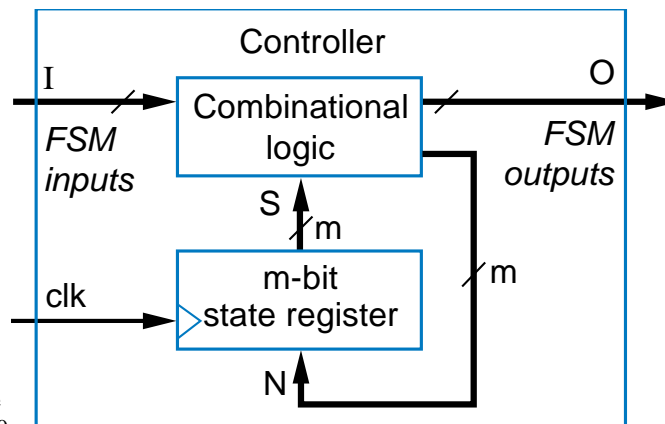 Controller
I
O
Combinational
logic
FSM
inputs
FSM
outputs
S
m
m
m-bit
state register
clk
N